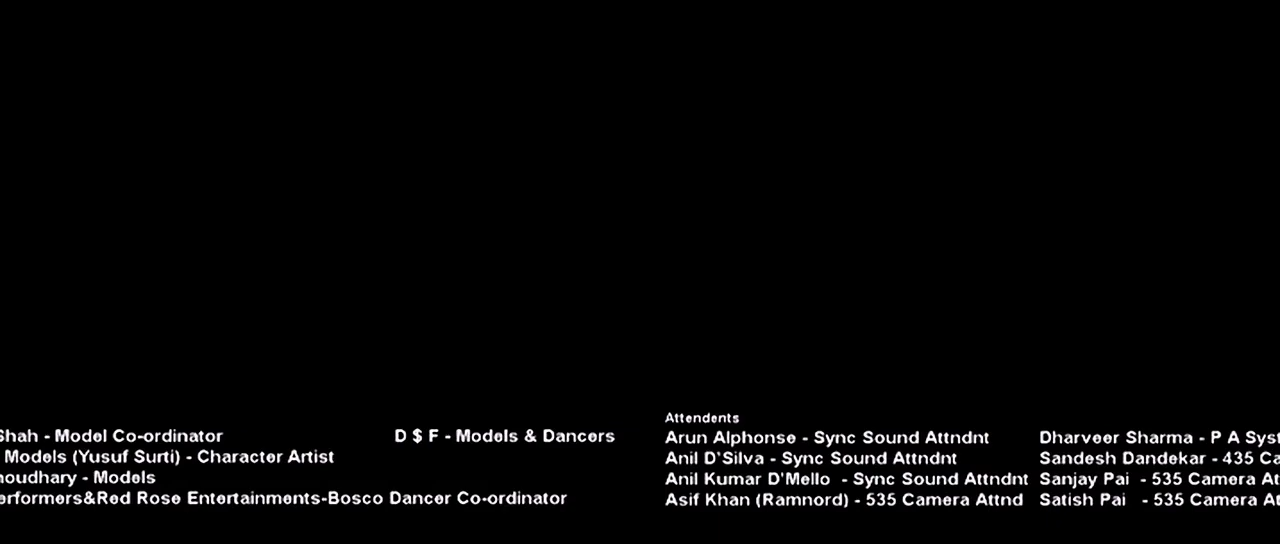 Shah - Model Co-ordinator
D $ F - Models & Dancers
Models (Yusuf Surti) - Character Artist
houdhary - Models
erformers&Red Rose Entertainments-Bosco Dancer Co-ordinator
Attendents
Arun Alphonse - Sync Sound Attndnt
Dharveer Sharma - P A Syst
Anil D'Silva - Sync Sound Attndnt
Sandesh Dandekar - 435 Ca
Anil Kumar D'Mello - Sync Sound Attndnt
Sanjay Pai - 535 Camera At
Asif Khan (Ramnord) - 535 Camera Attnd
Satish Pai - 535 Camera At